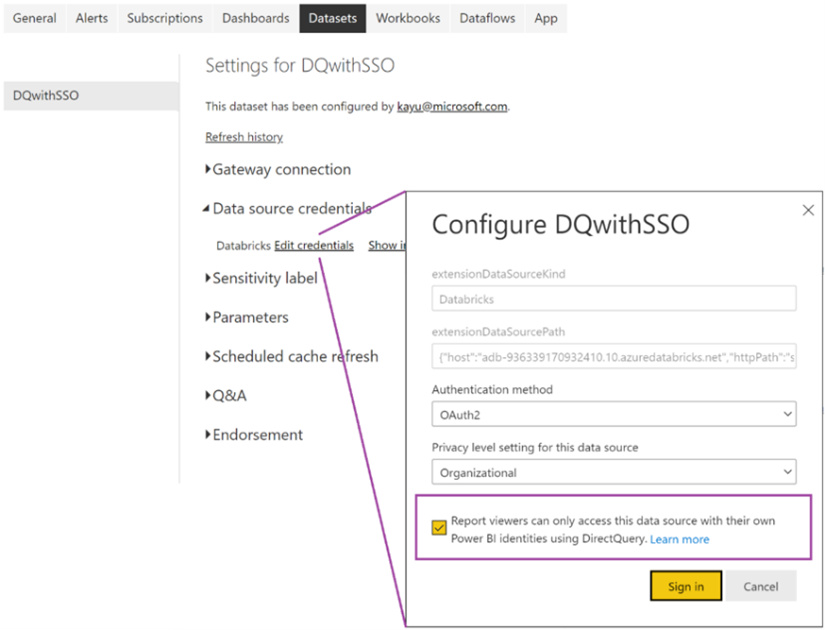 General Alerts Subscriptions Dashboards Datasets Workbooks Dataflows App
DQwithSSO
Settings for DQwithSSO
This dataset has been configured by kayu@microsoft.com.
Refresh history
Gateway connection
Data source credentials
Databricks Edit credentials Show in
Sensitivity label
Parameters
Scheduled cache refresh
Q&A
Endorsement
Configure DQwithSSO
extensionDataSourceKind
Databricks
extensionDataSourcePath
{"host":"adb-936339170932410.10.azuredatabricks.net","httpPath":"s
Authentication method
OAuth2
Privacy level setting for this data source
Organizational
Report viewers can only access this data source with their own
Power BI identities using DirectQuery. Learn more
Sign in Cancel